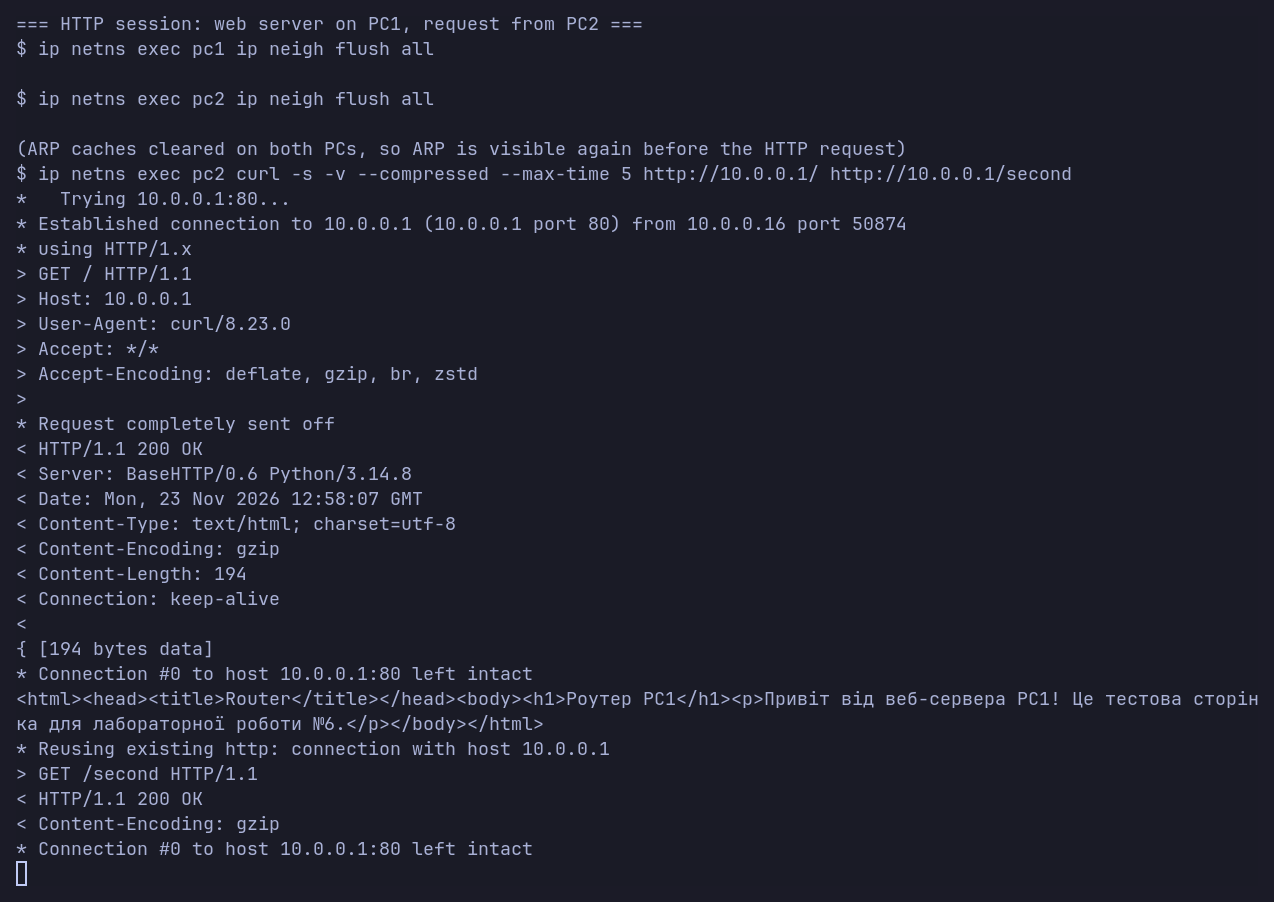 === HTTP session: web server on PC1, request from PC2 ===
$ ip netns exec pc1 ip neigh flush all
$ ip netns exec pc2 ip neigh flush all
(ARP caches cleared on both PCs, so ARP is visible again before the HTTP request)
$ ip netns exec pc2 curl -s -v --compressed --max-time 5 http://10.0.0.1/ http://10.0.0.1/second
*   Trying 10.0.0.1:80...
* Established connection to 10.0.0.1 (10.0.0.1 port 80) from 10.0.0.16 port 50874
* using HTTP/1.x
> GET / HTTP/1.1
> Host: 10.0.0.1
> User-Agent: curl/8.23.0
> Accept: */*
> Accept-Encoding: deflate, gzip, br, zstd
>
* Request completely sent off
< HTTP/1.1 200 OK
< Server: BaseHTTP/0.6 Python/3.14.8
< Date: Mon, 23 Nov 2026 12:58:07 GMT
< Content-Type: text/html; charset=utf-8
< Content-Encoding: gzip
< Content-Length: 194
< Connection: keep-alive
<
{ [194 bytes data]
* Connection #0 to host 10.0.0.1:80 left intact
<html><head><title>Router</title></head><body><h1>Роутер PC1</h1><p>Привіт від веб-сервера PC1! Це тестова сторін
ка для лабораторної роботи №6.</p></body></html>
* Reusing existing http: connection with host 10.0.0.1
> GET /second HTTP/1.1
< HTTP/1.1 200 OK
< Content-Encoding: gzip
* Connection #0 to host 10.0.0.1:80 left intact